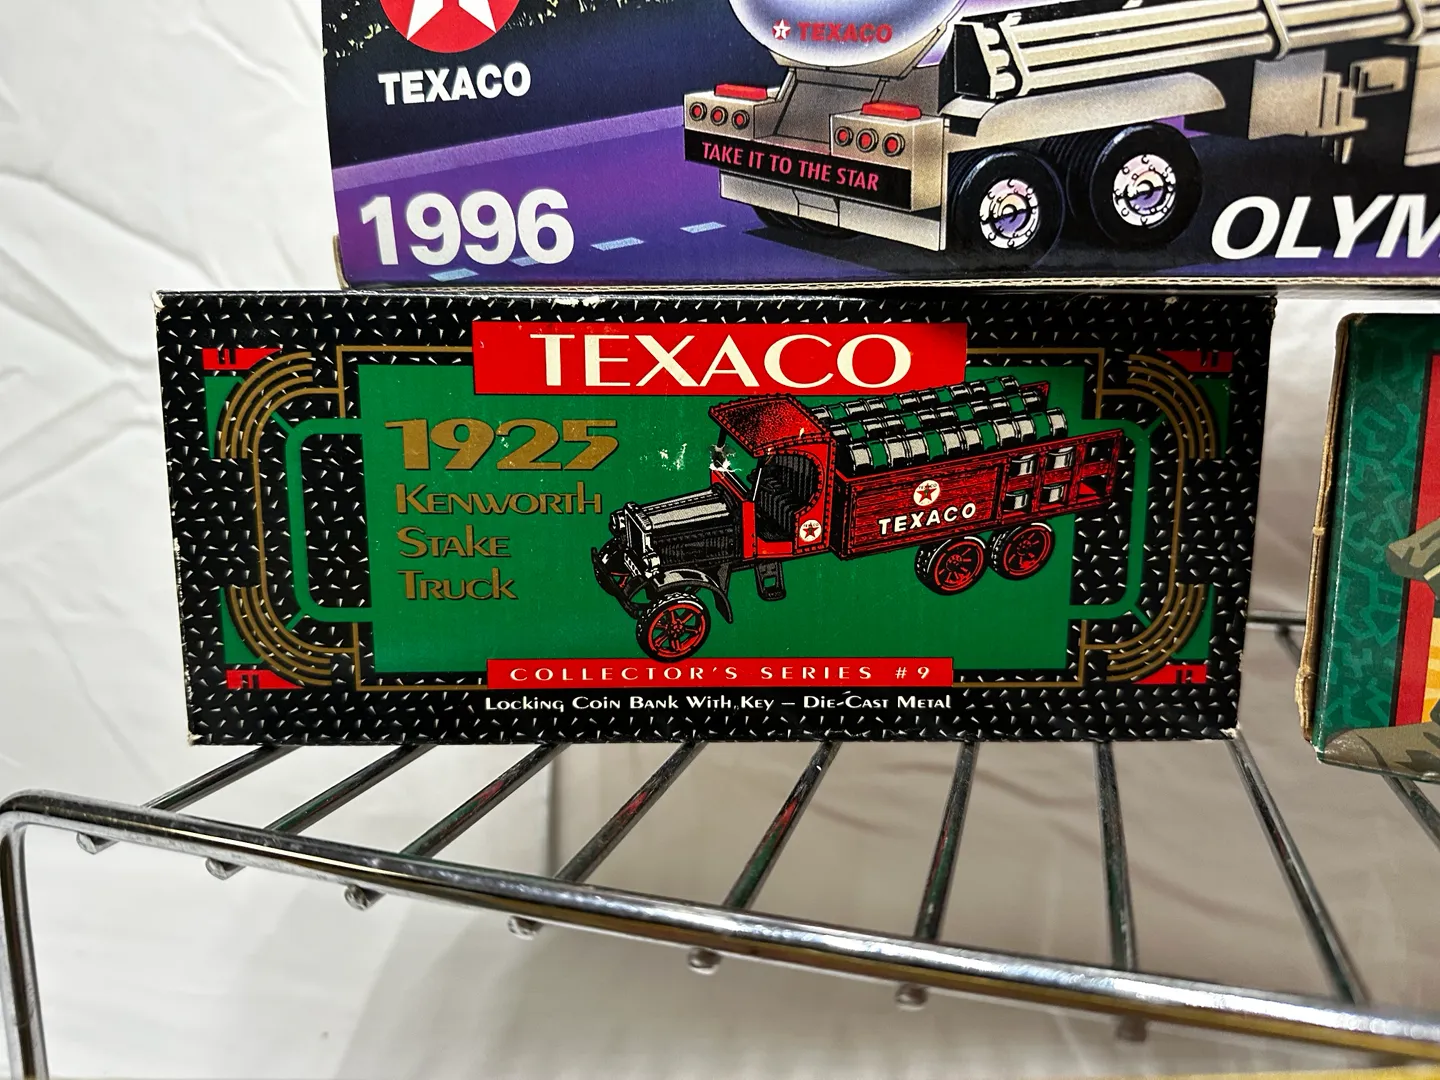 TEXACO
TEXACO
TAKE IT TO THE STAR
1996
OLYM
TEXACO
1925
KENWORTH
STAKE
TRUCK
TEXACO
COLLECTOR'S SERIES #9
LOCKING COIN BANK WITH KEY – DIE-CAST METAL